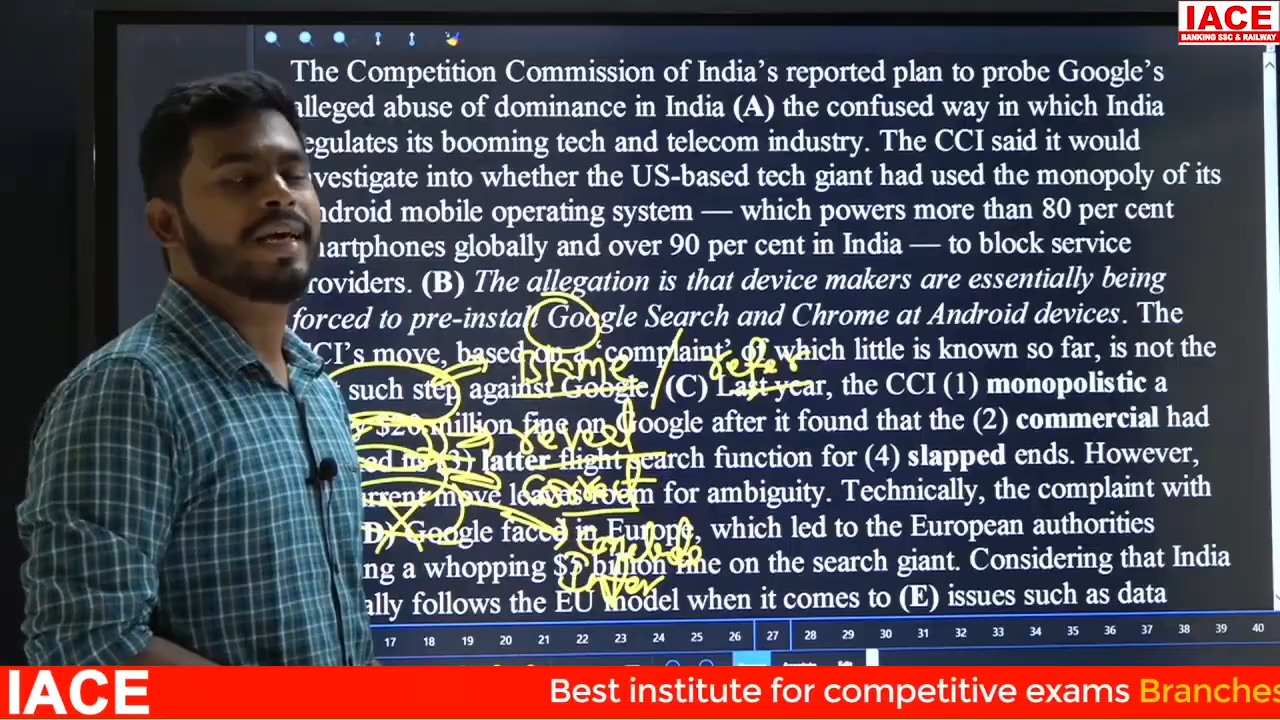 IACE
BANKING SSC & RAILWAY
The Competition Commission of India's reported plan to probe Google's
alleged abuse of dominance in India (A) the confused way in which India
egulates its booming tech and telecom industry. The CCI said it would
nvestigate into whether the US-based tech giant had used the monopoly of its
ndroid mobile operating system — which powers more than 80 per cent
martphones globally and over 90 per cent in India — to block service
roviders. (B) The allegation is that device makers are essentially being
forced to pre-install Google Search and Chrome at Android devices. The
CI's move, based on a 'complaint' of which little is known so far, is not the
Blame / refer
such step against Google. (C) Last year, the CCI (1) monopolistic a
$20 million fine on Google after it found that the (2) commercial had
reveal
ed its (3) latter flight search function for (4) slapped ends. However,
urrent move leaves room for ambiguity. Technically, the complaint with
D) Google faced in Europe, which led to the European authorities
conclude
ng a whopping $5 billion fine on the search giant. Considering that India
infer
ally follows the EU model when it comes to (E) issues such as data
17 18 19 20 21 22 23 24 25 26 27 28 29 30 31 32 33 34 35 36 37 38 39 40
IACE
Best institute for competitive exams Branches